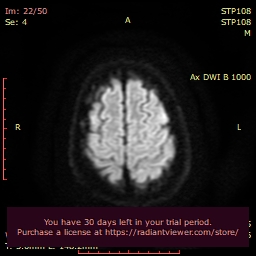 Im: 22/50
Se: 4
A
STP108
STP108
M
Ax DWI B 1000
R
L
You have 30 days left in your trial period.
Purchase a license at https://radiantviewer.com/store/